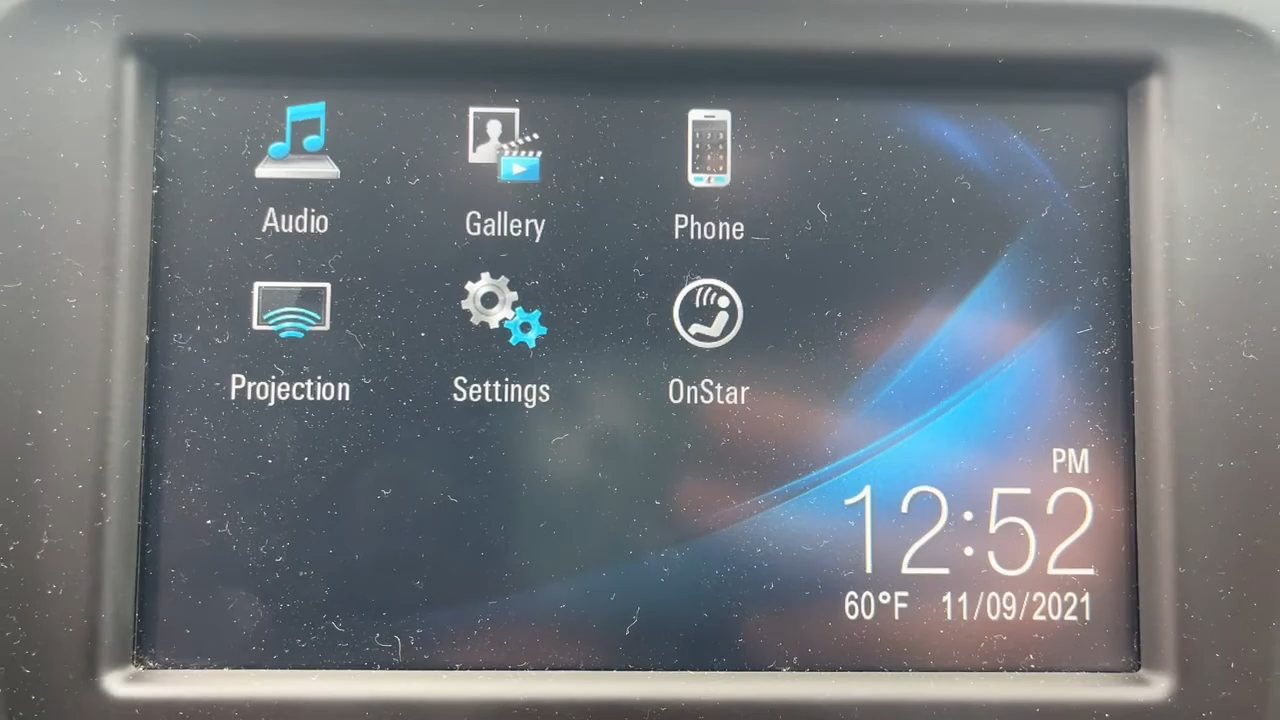 Audio
Gallery
Phone
Projection
Settings
OnStar
PM
12:52
60°F 11/09/2021